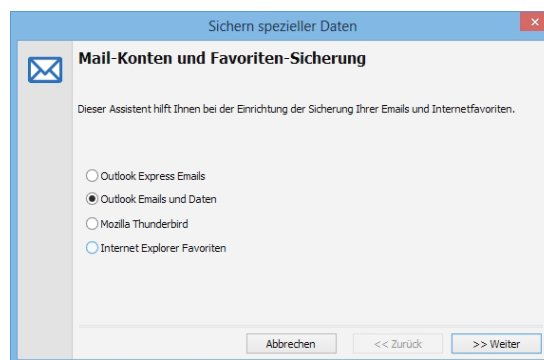 Sichern spezieller Daten
Mail-Konten und Favoriten-Sicherung
Dieser Assistent hilft Ihnen bei der Einrichtung der Sicherung Ihrer Emails und Internetfavoriten.
Outlook Express Emails
Outlook Emails und Daten
Mozilla Thunderbird
Internet Explorer Favoriten
Abbrechen << Zurück >> Weiter